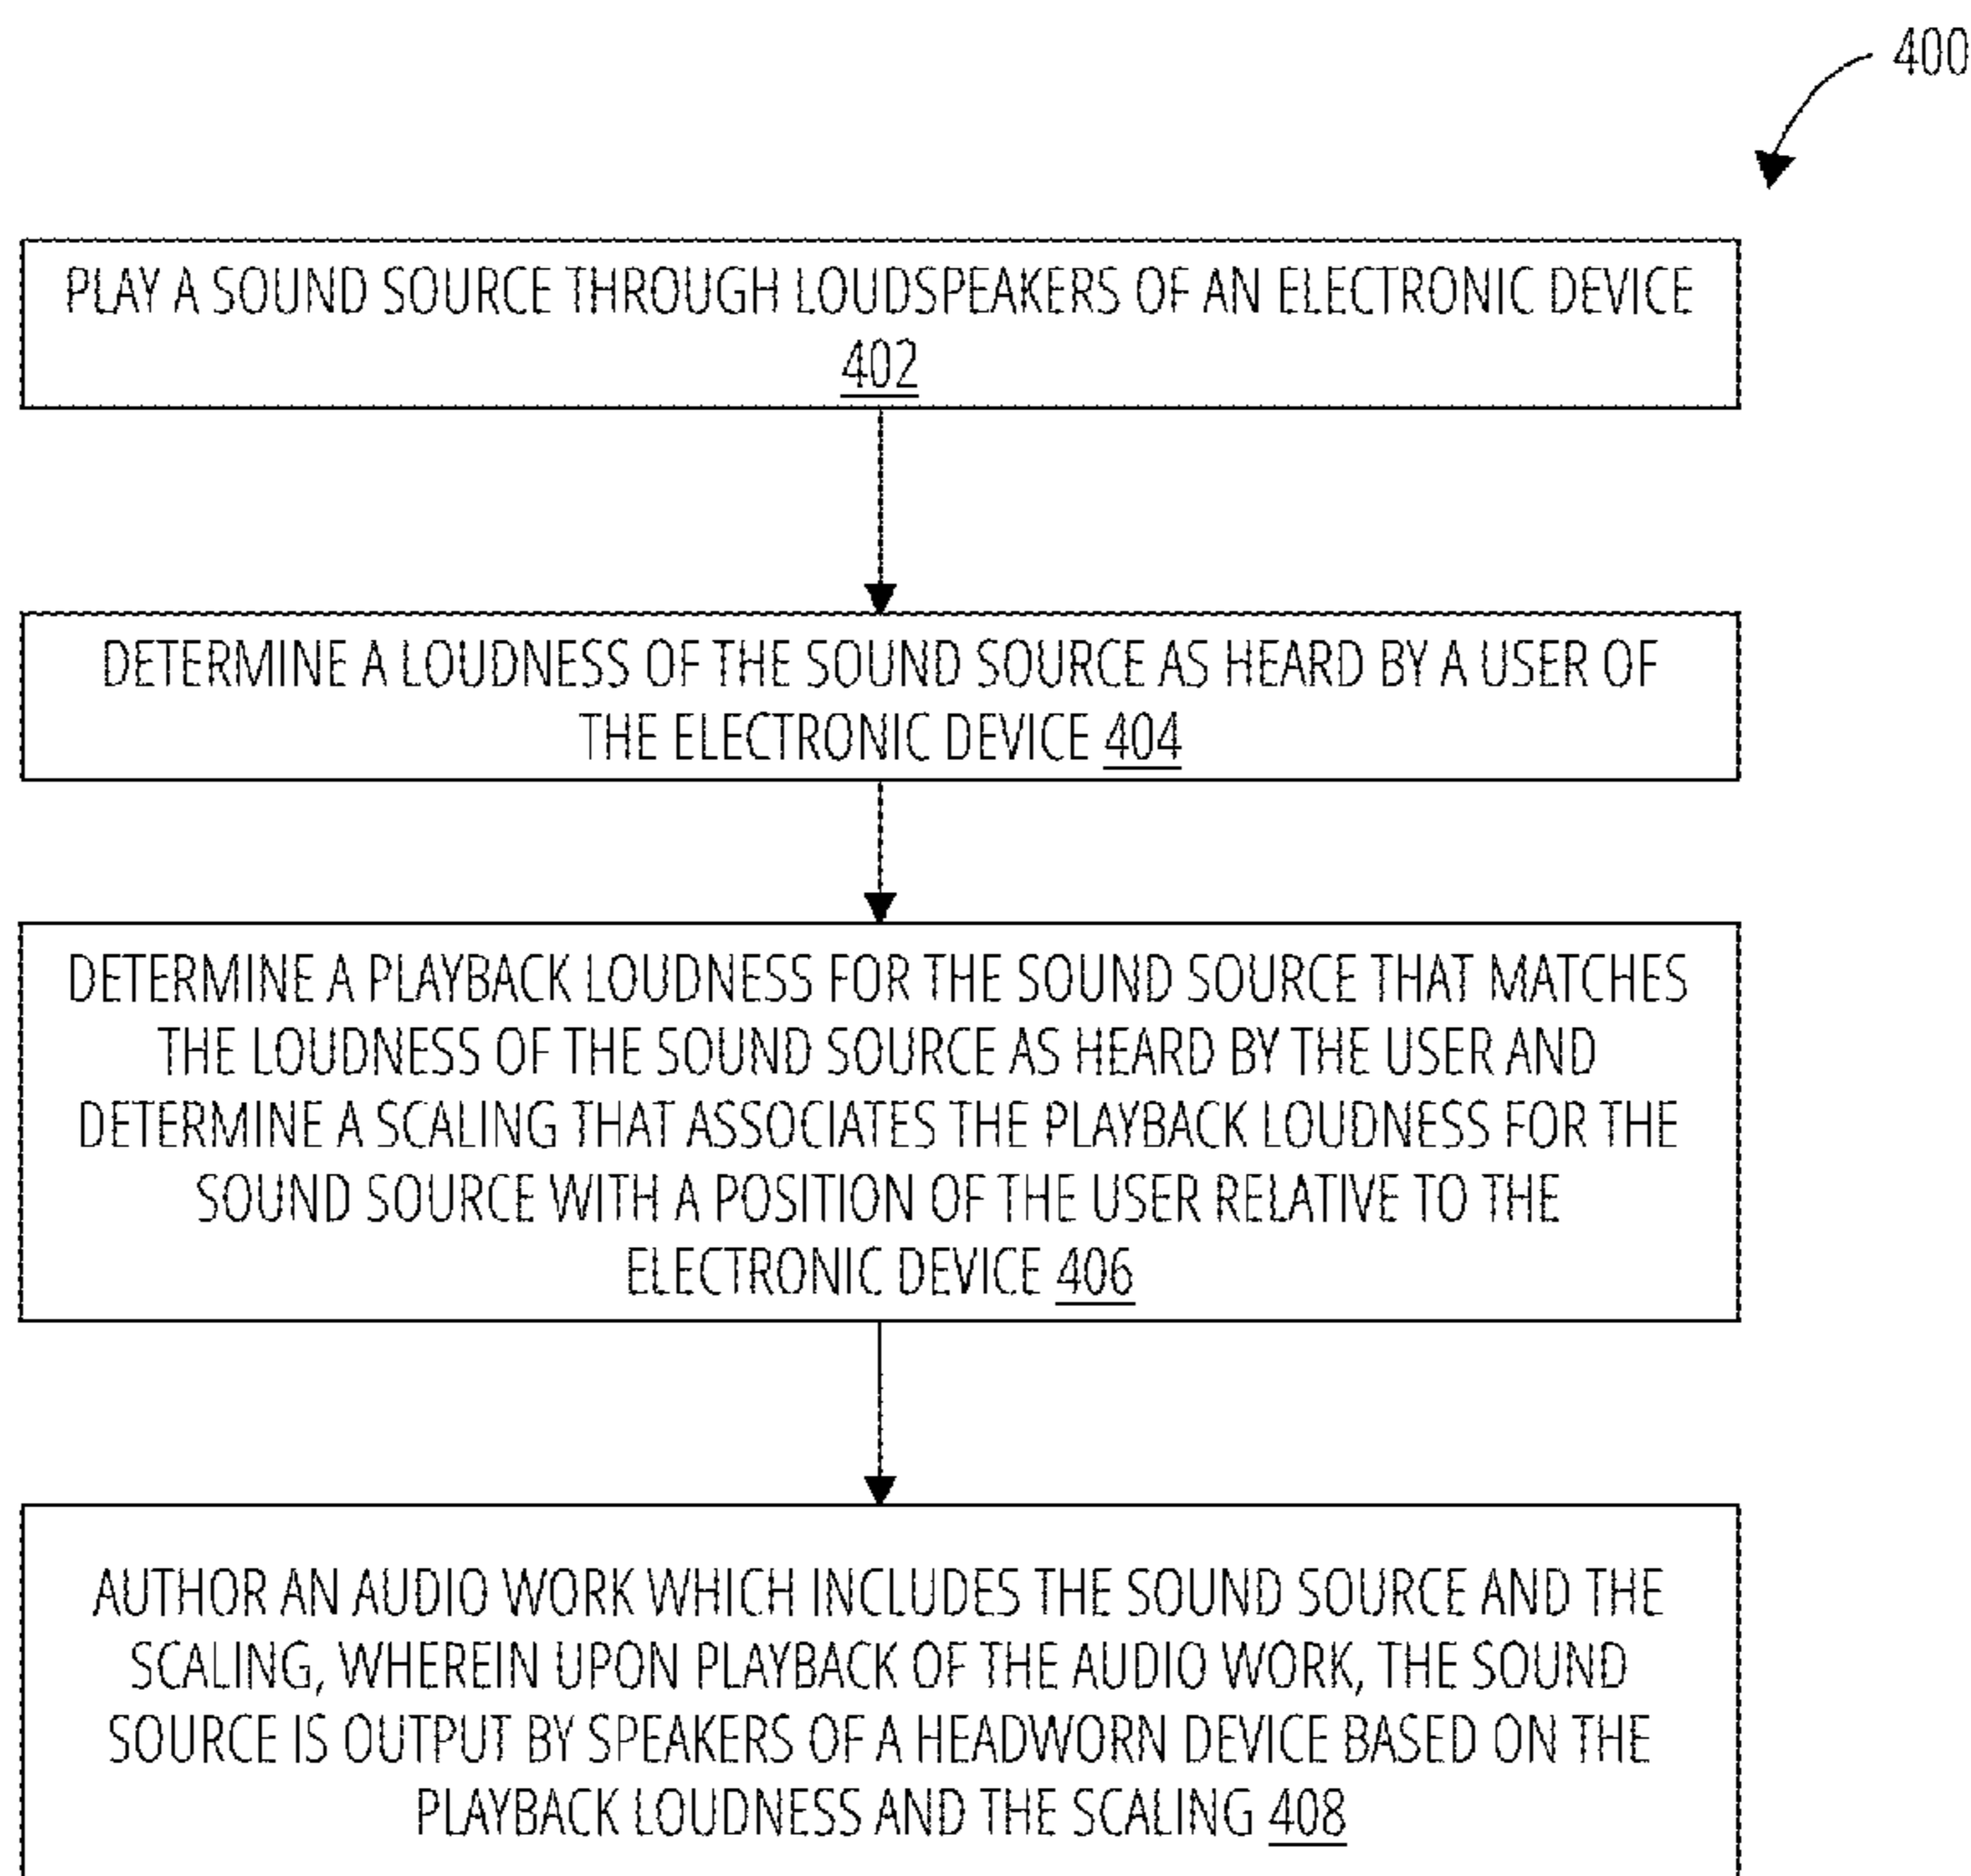 400
PLAY A SOUND SOURCE THROUGH LOUDSPEAKERS OF AN ELECTRONIC DEVICE
402
DETERMINE A LOUDNESS OF THE SOUND SOURCE AS HEARD BY A USER OF
THE ELECTRONIC DEVICE 404
DETERMINE A PLAYBACK LOUDNESS FOR THE SOUND SOURCE THAT MATCHES
THE LOUDNESS OF THE SOUND SOURCE AS HEARD BY THE USER AND
DETERMINE A SCALING THAT ASSOCIATES THE PLAYBACK LOUDNESS FOR THE
SOUND SOURCE WITH A POSITION OF THE USER RELATIVE TO THE
ELECTRONIC DEVICE 406
AUTHOR AN AUDIO WORK WHICH INCLUDES THE SOUND SOURCE AND THE
SCALING, WHEREIN UPON PLAYBACK OF THE AUDIO WORK, THE SOUND
SOURCE IS OUTPUT BY SPEAKERS OF A HEADWORN DEVICE BASED ON THE
PLAYBACK LOUDNESS AND THE SCALING 408